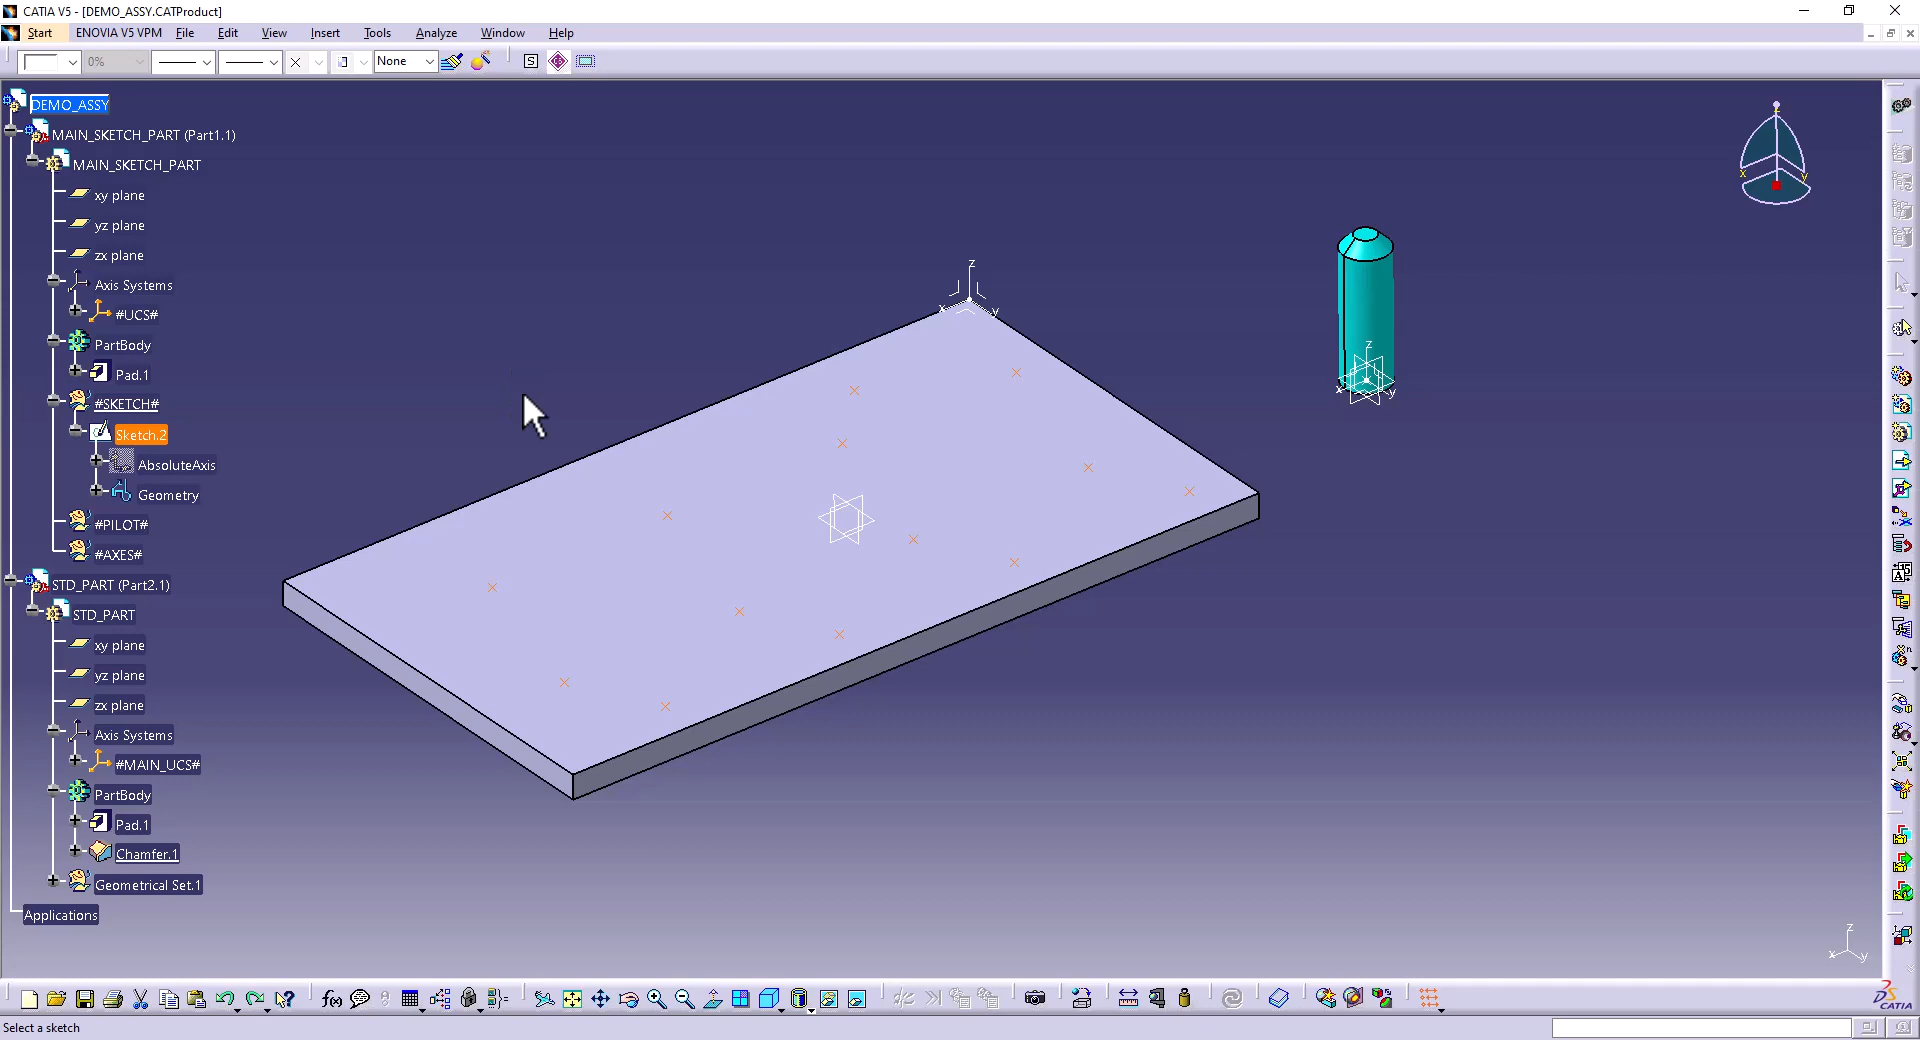 CATIA V5 - [DEMO_ASSY.CATProduct]
Start ENOVIA V5 VPM File Edit View Insert Tools Analyze Window Help
0% None S
DEMO_ASSY
MAIN_SKETCH_PART (Part1.1)
MAIN_SKETCH_PART
xy plane
yz plane
zx plane
Axis Systems
#UCS#
PartBody
Pad.1
#SKETCH#
Sketch.2
AbsoluteAxis
Geometry
#PILOT#
#AXES#
STD_PART (Part2.1)
STD_PART
xy plane
yz plane
zx plane
Axis Systems
#MAIN_UCS#
PartBody
Pad.1
Chamfer.1
Geometrical Set.1
Applications
z
x y
z
x y
z
x y
z
x y
f(x)
CATIA
Select a sketch